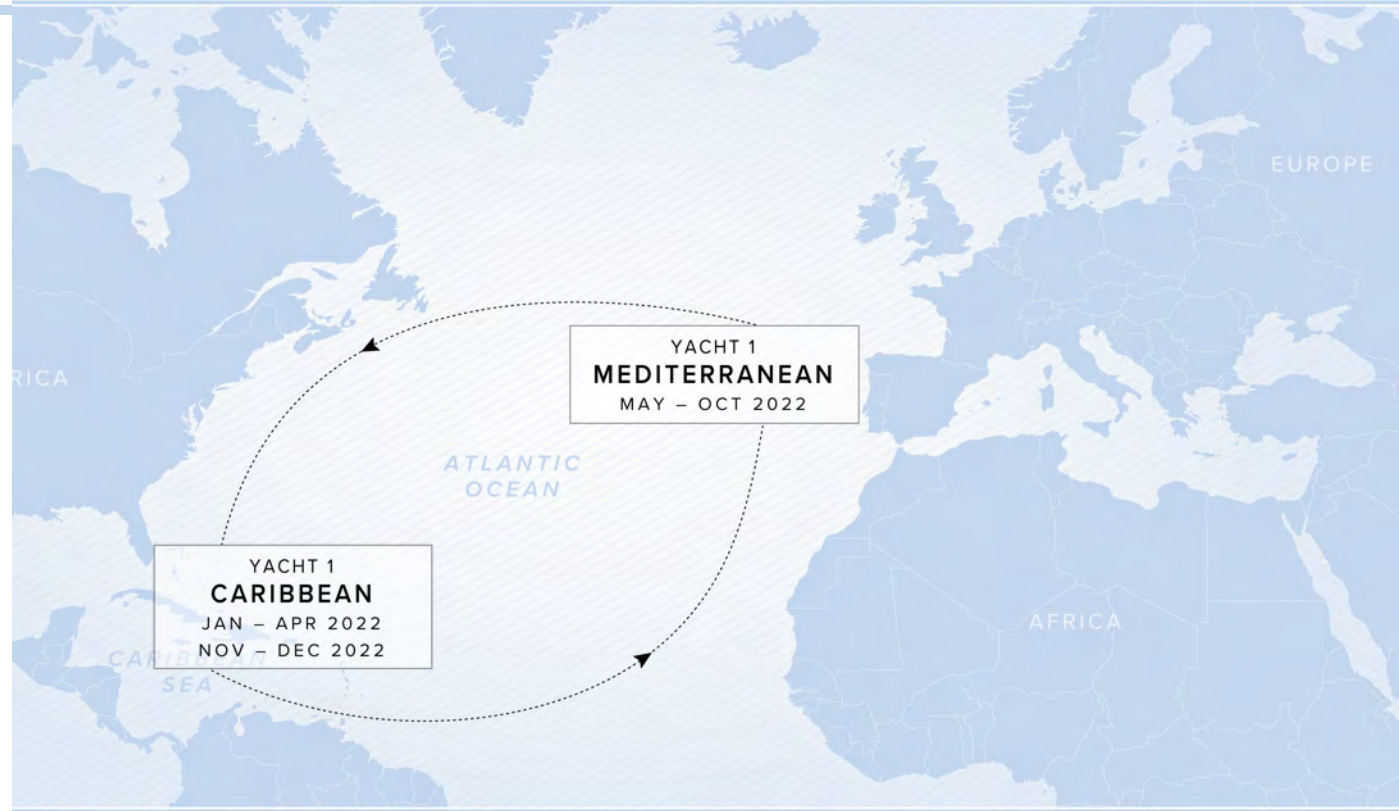 EUROPE
YACHT 1
MEDITERRANEAN
MAY – OCT 2022
RICA
ATLANTIC
OCEAN
YACHT 1
CARIBBEAN
JAN – APR 2022
NOV – DEC 2022
AFRICA
CARIBBEAN
SEA